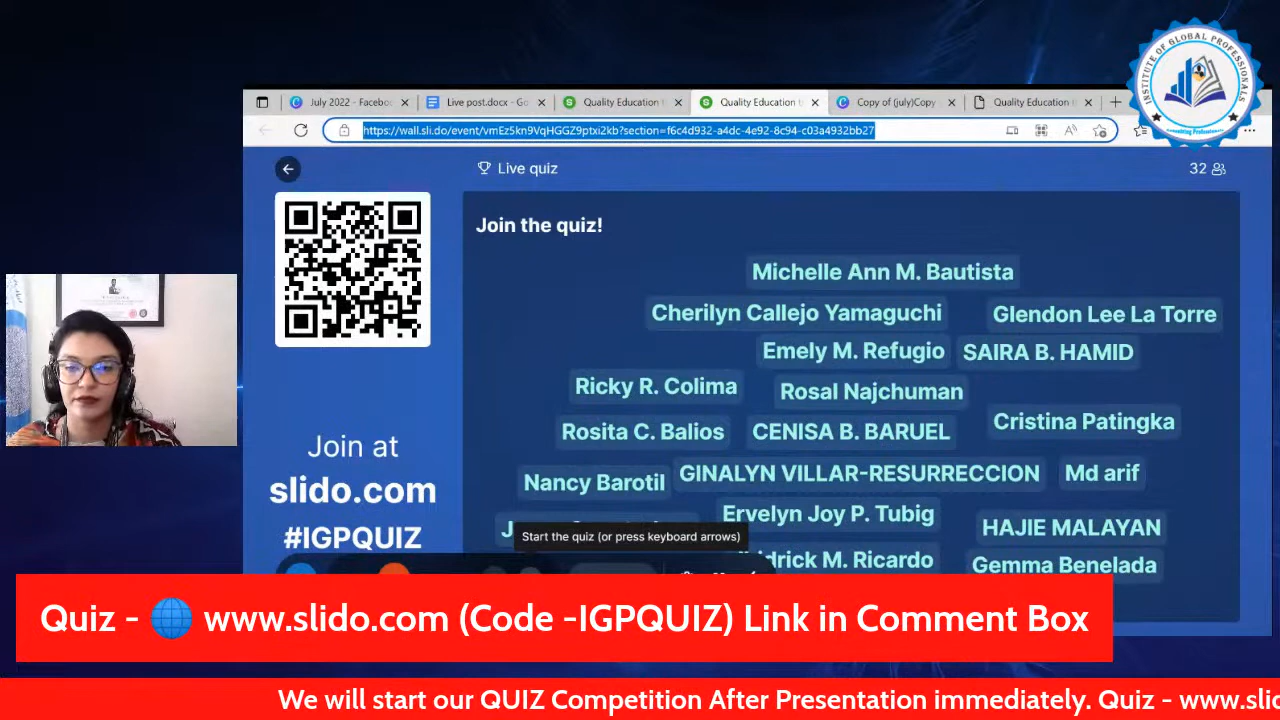 INSTITUTE OF GLOBAL PROFESSIONALS
Consulting Professionals
July 2022 - Faceboo
Live post.docx - Go
Quality Education
Quality Education t
Copy of (july)Copy
Quality Education
https://wall.sli.do/event/vmEz5kn9VqHGGZ9ptxi2kb?section=f6c4d932-a4dc-4e92-8c94-c03a4932bb27
Live quiz
32
Join the quiz!
Michelle Ann M. Bautista
Cherilyn Callejo Yamaguchi
Glendon Lee La Torre
Emely M. Refugio
SAIRA B. HAMID
Ricky R. Colima
Rosal Najchuman
Cristina Patingka
Rosita C. Balios
CENISA B. BARUEL
Nancy Barotil
GINALYN VILLAR-RESURRECCION
Md arif
Ervelyn Joy P. Tubig
HAJIE MALAYAN
Start the quiz (or press keyboard arrows)
M. Ricardo
Gemma Benelada
Join at
slido.com
#IGPQUIZ
Quiz - 🌐 www.slido.com (Code -IGPQUIZ) Link in Comment Box
We will start our QUIZ Competition After Presentation immediately. Quiz - www.slid